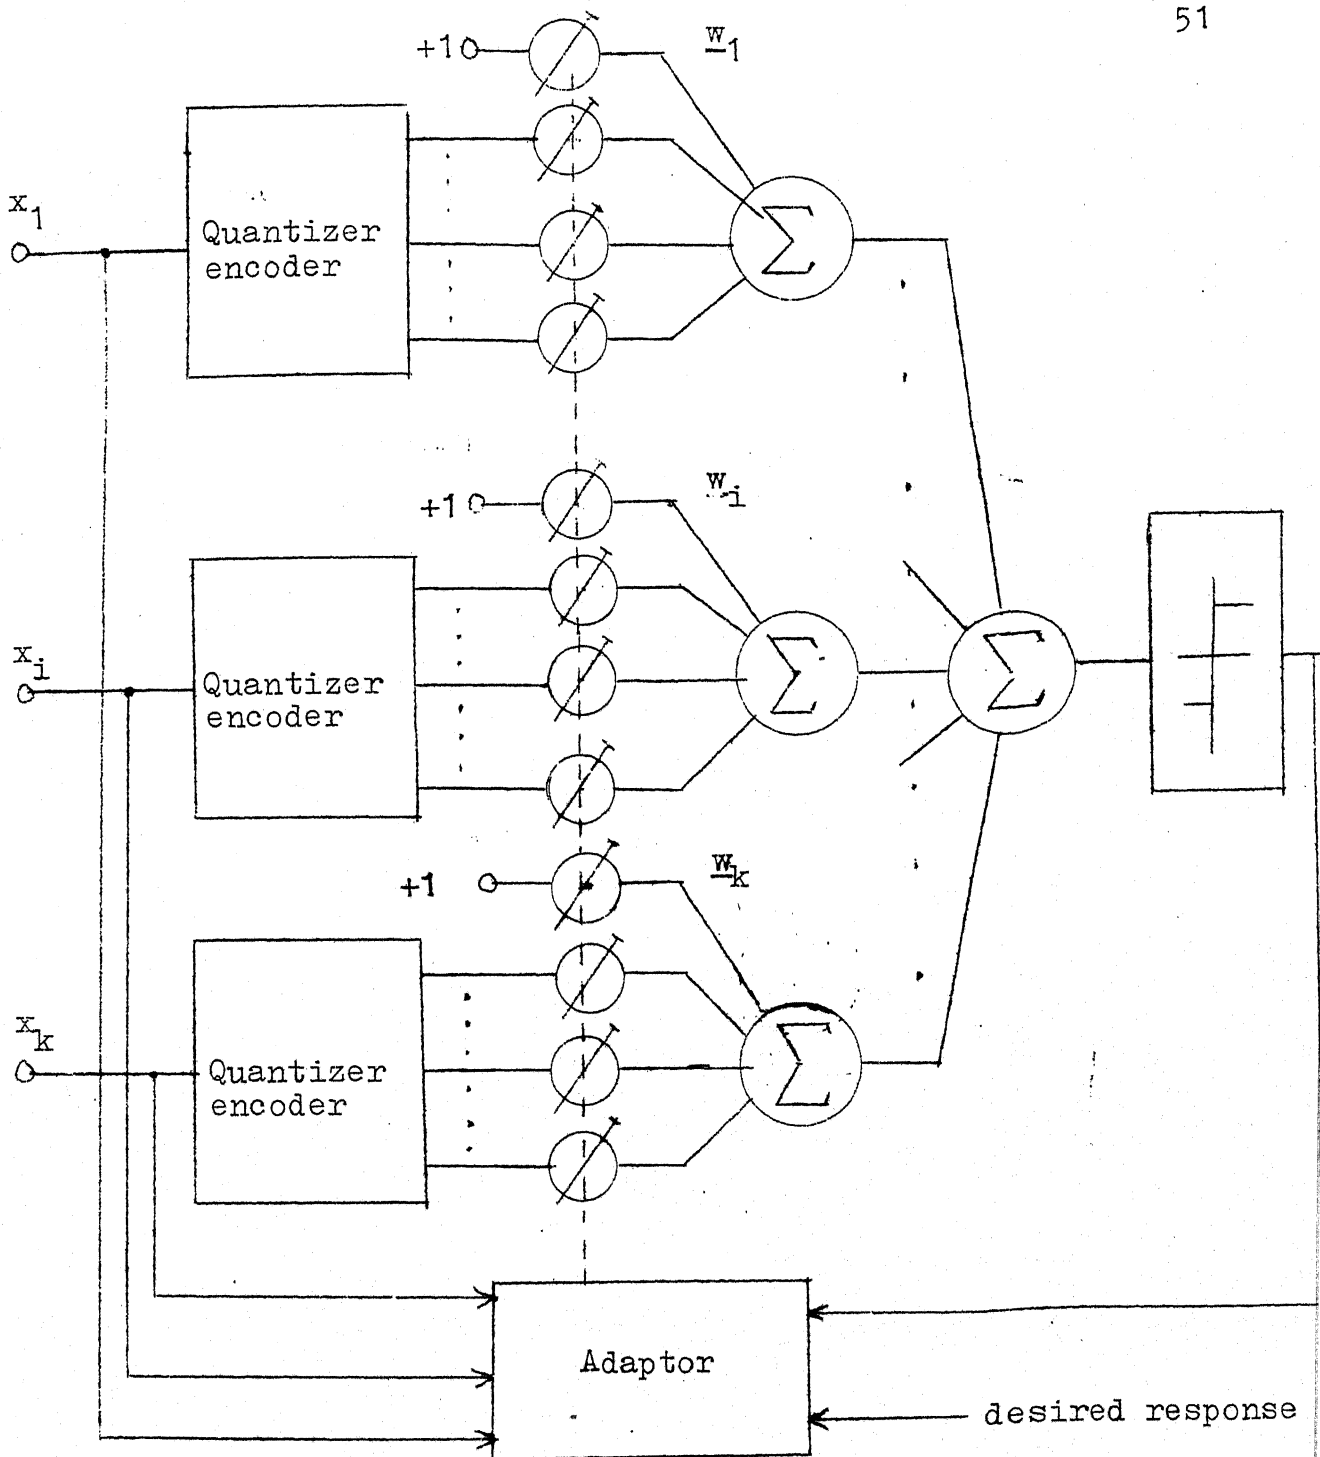 51
+1
w1
x1
Quantizer
encoder
Σ
+1
wi
xi
Quantizer
encoder
Σ
Σ
+1
wk
xk
Quantizer
encoder
Σ
Adaptor
desired response